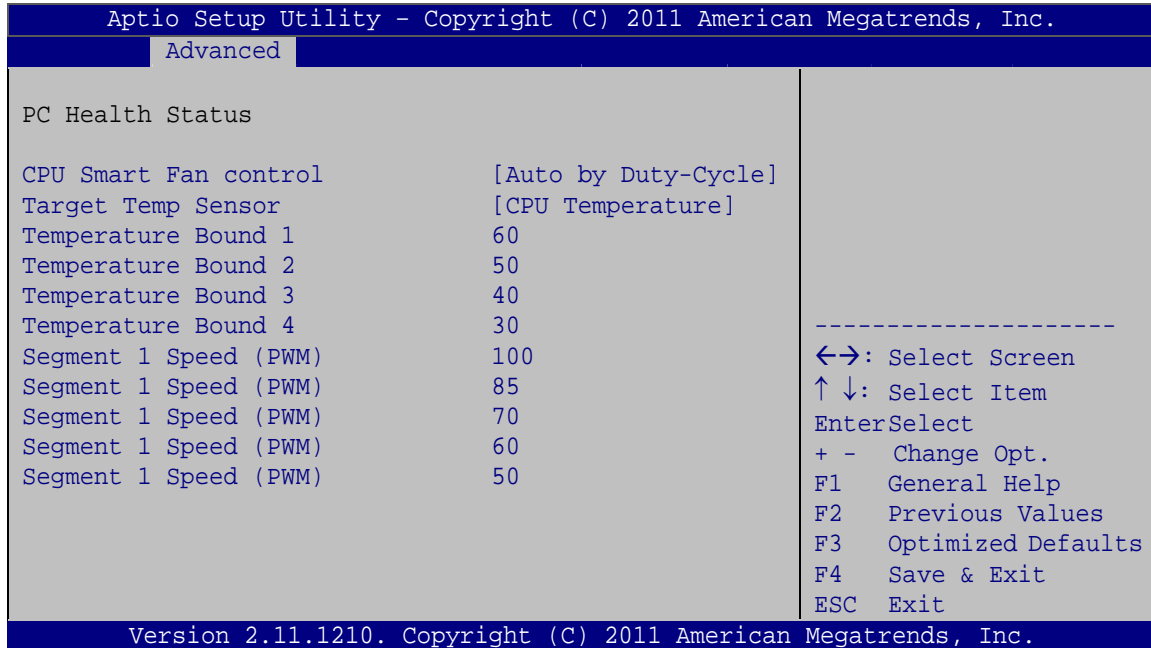 Aptio Setup Utility – Copyright (C) 2011 American Megatrends, Inc.
Advanced
PC Health Status
CPU Smart Fan control [Auto by Duty-Cycle]
Target Temp Sensor [CPU Temperature]
Temperature Bound 1 60
Temperature Bound 2 50
Temperature Bound 3 40
Temperature Bound 4 30
Segment 1 Speed (PWM) 100
Segment 1 Speed (PWM) 85
Segment 1 Speed (PWM) 70
Segment 1 Speed (PWM) 60
Segment 1 Speed (PWM) 50
---------------------
←→: Select Screen
↑ ↓: Select Item
EnterSelect
+ - Change Opt.
F1 General Help
F2 Previous Values
F3 Optimized Defaults
F4 Save & Exit
ESC Exit
Version 2.11.1210. Copyright (C) 2011 American Megatrends, Inc.